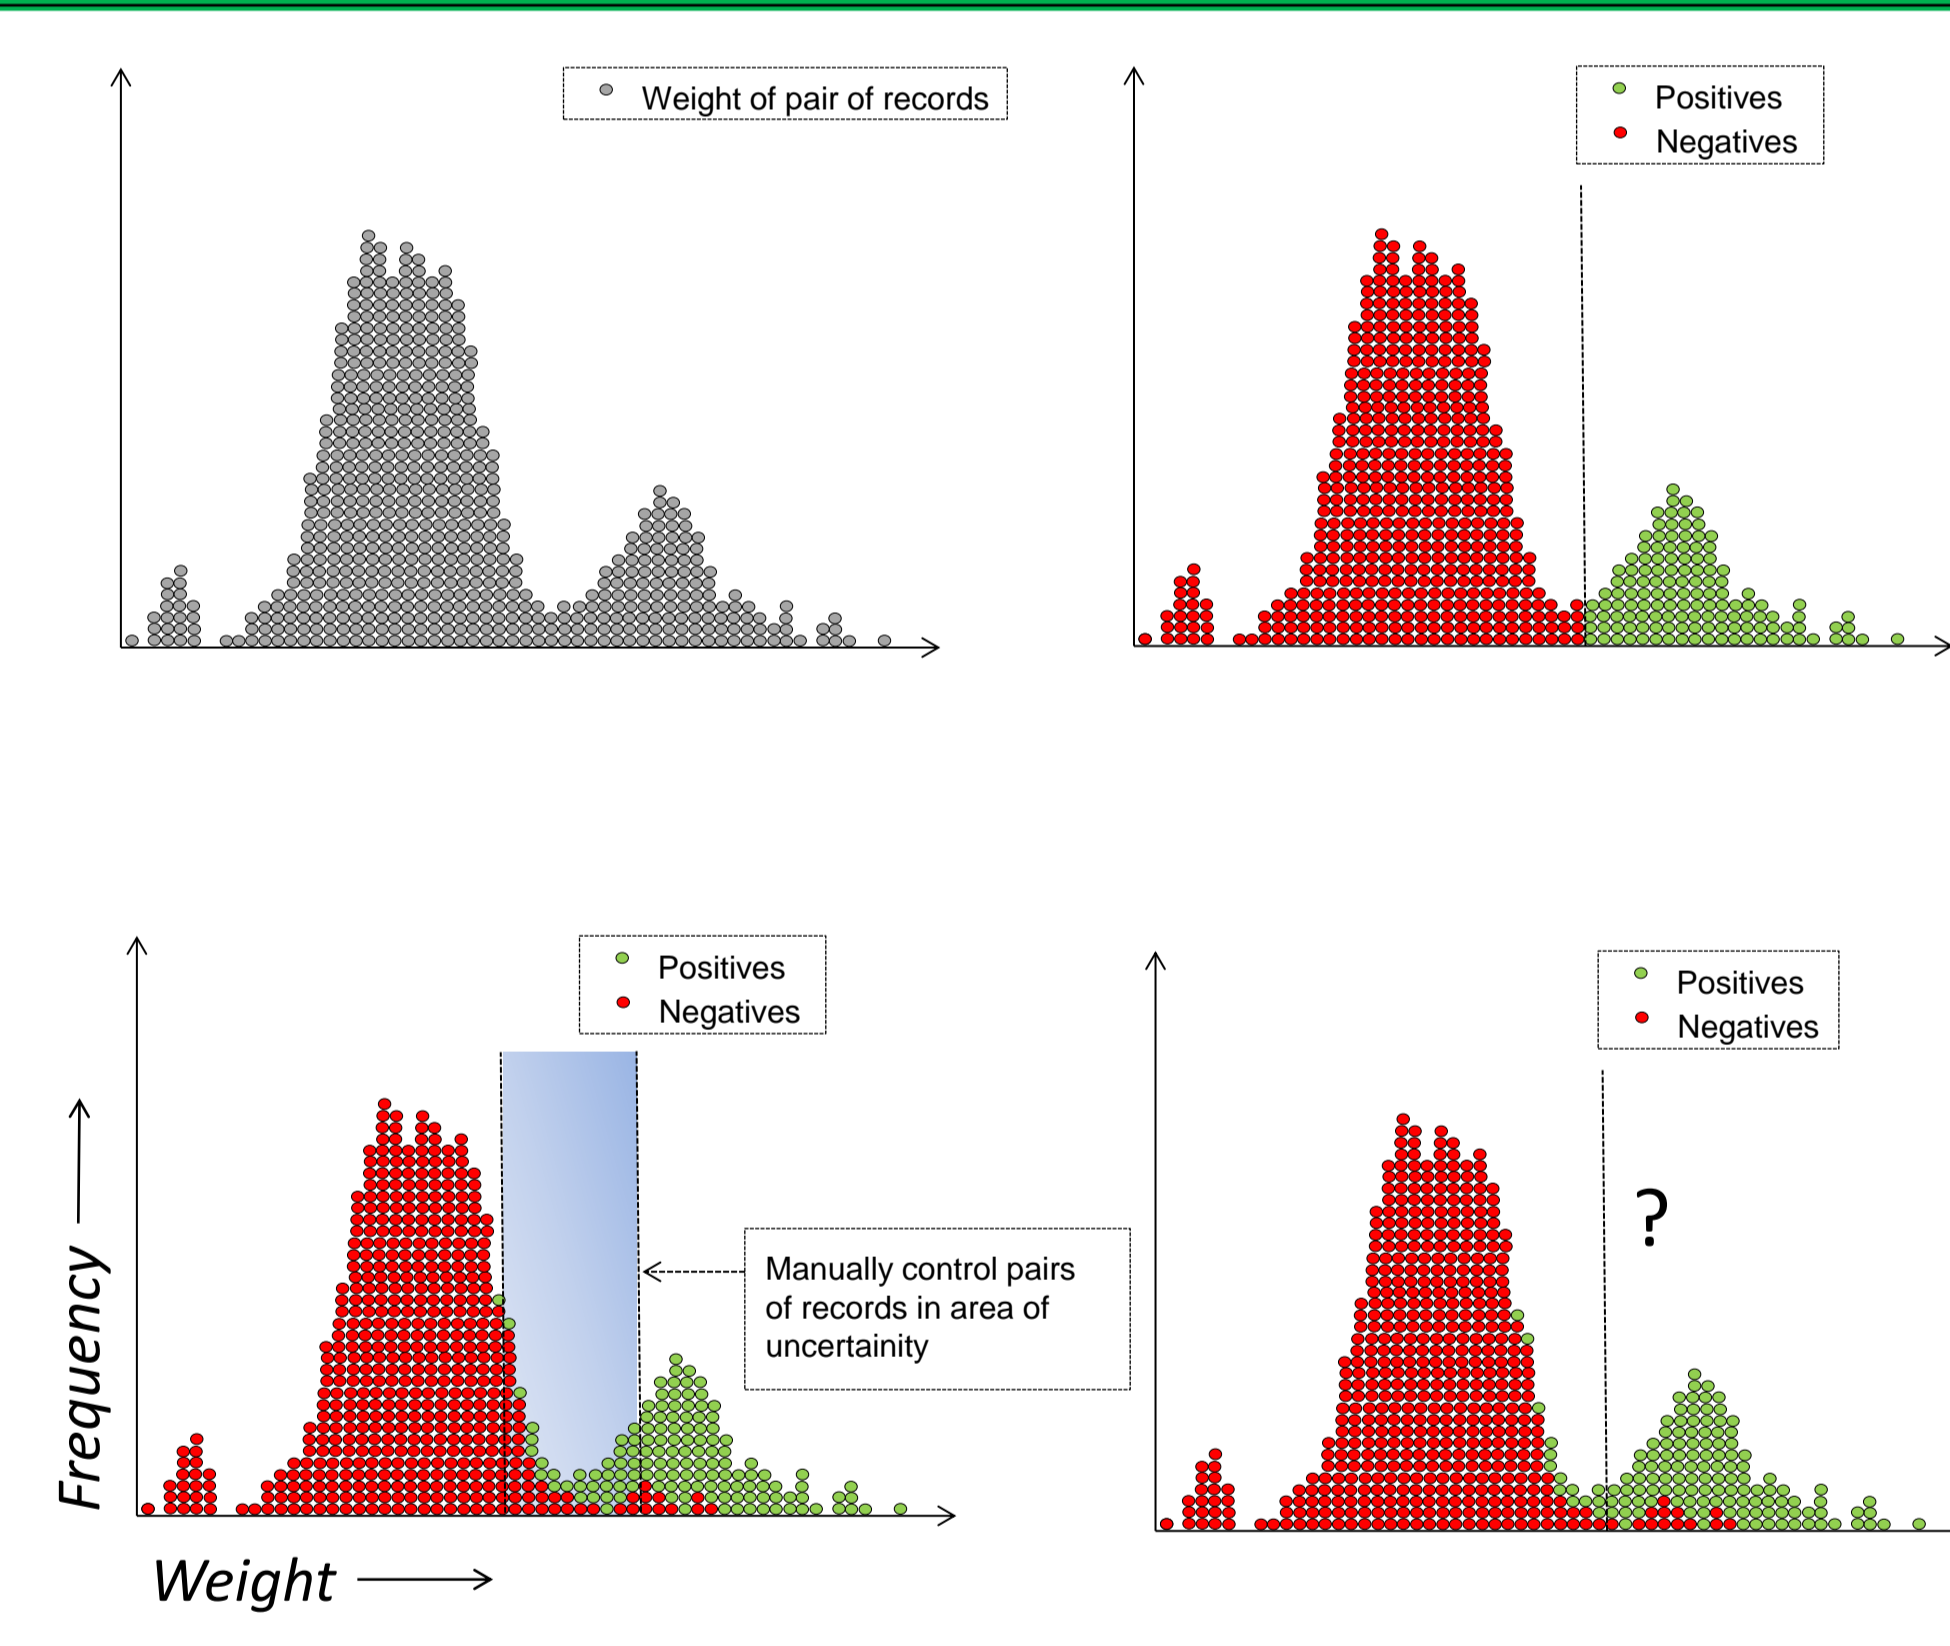 Weight of pair of records
Positives
Negatives
Positives
Negatives
Manually control pairs
of records in area of
uncertainity
Frequency
Weight
Positives
Negatives
?